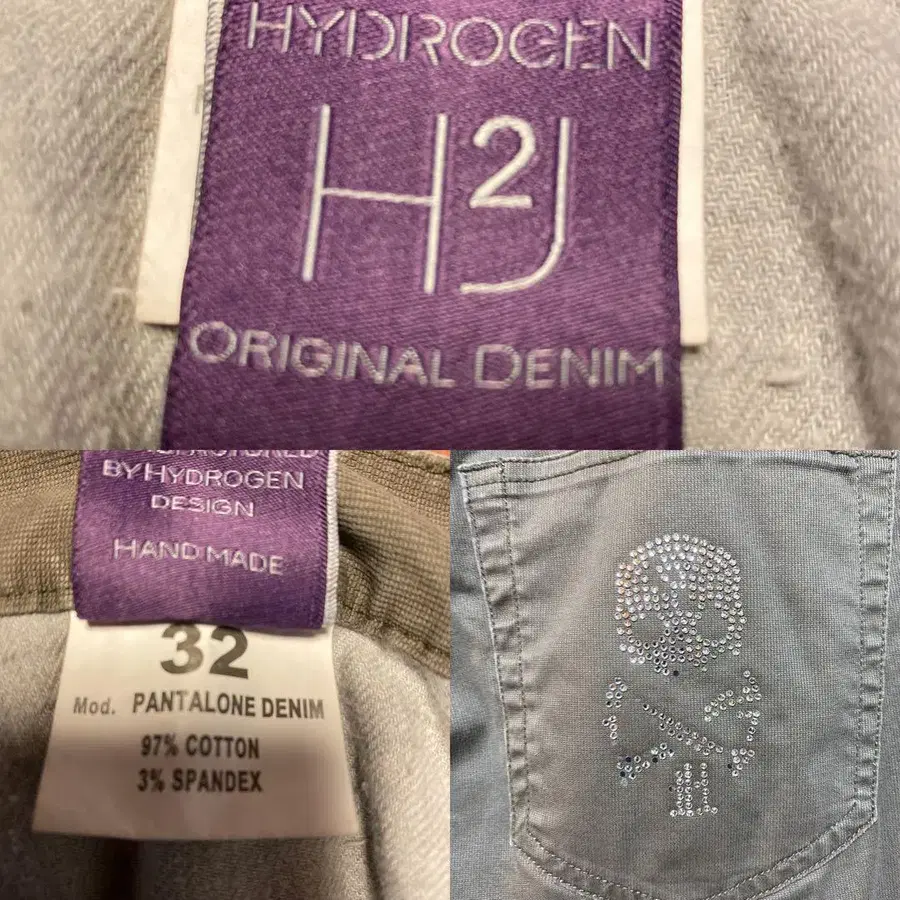 HYDROGEN
H2J
ORIGINAL DENIM
BY HYDROGEN
DESIGN
HAND MADE
32
Mod. PANTALONE DENIM
97% COTTON
3% SPANDEX
H